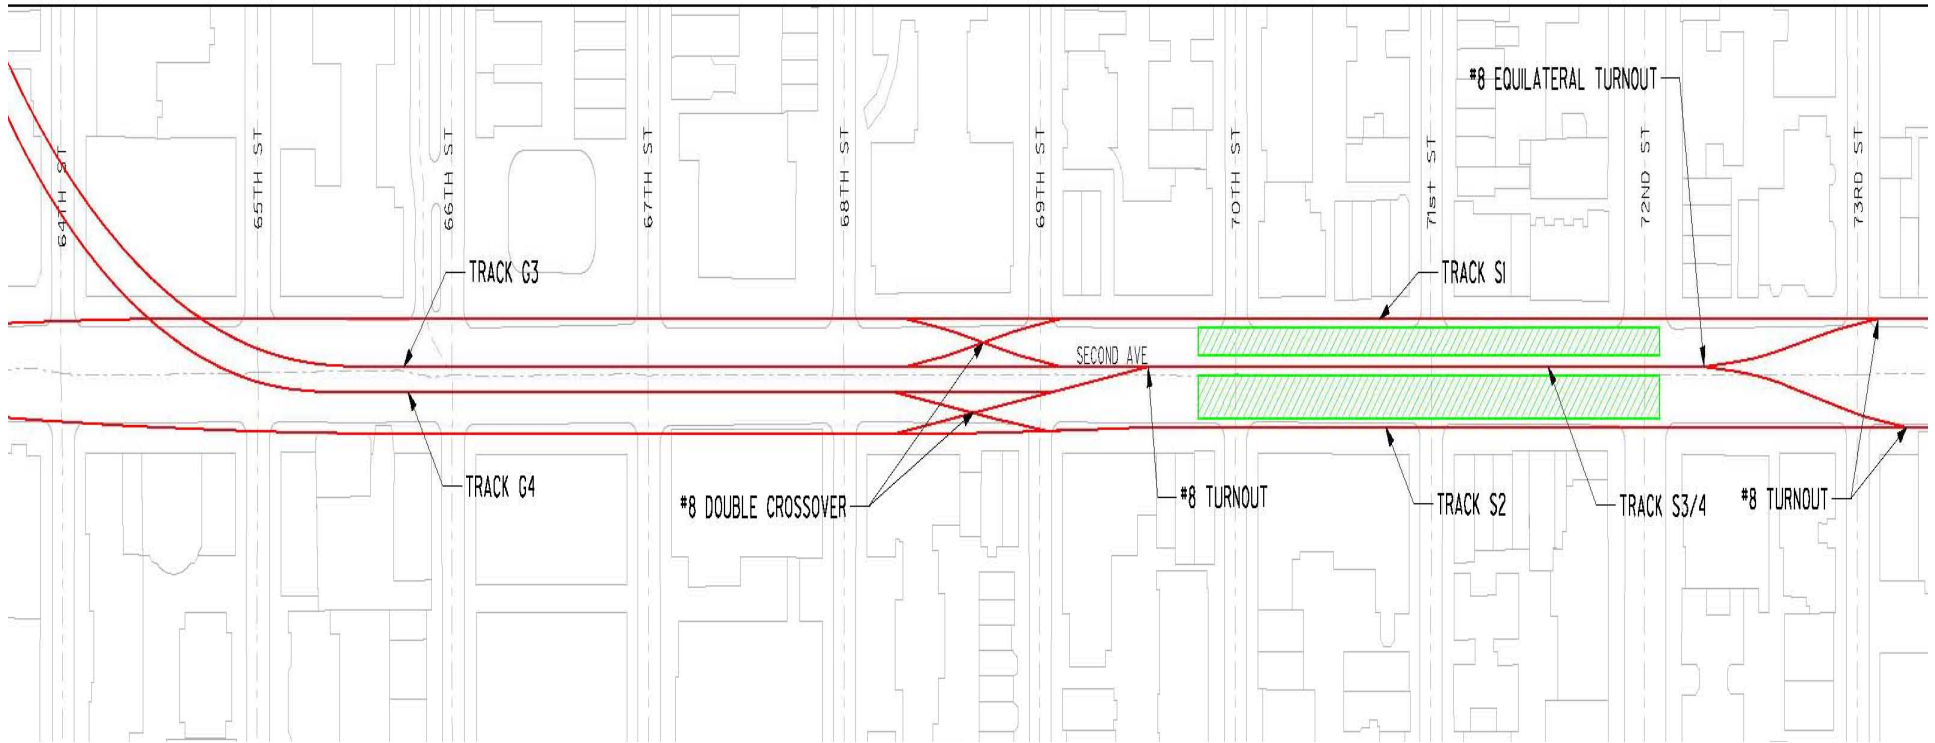 #8 EQUILATERAL TURNOUT
64TH ST
65TH ST
66TH ST
67TH ST
68TH ST
69TH ST
70TH ST
71st ST
72ND ST
73RD ST
TRACK G3
TRACK S1
SECOND AVE
TRACK G4
#8 DOUBLE CROSSOVER
#8 TURNOUT
TRACK S2
TRACK S3/4
#8 TURNOUT